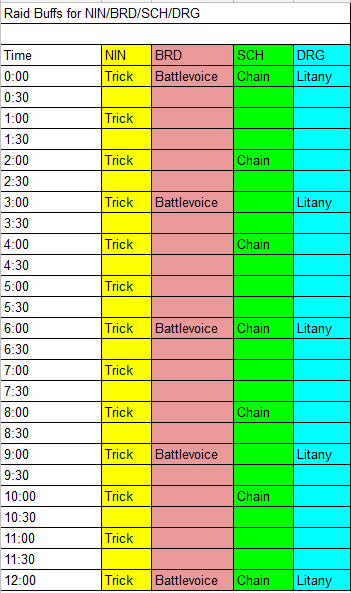 Raid Buffs for NIN/BRD/SCH/DRG
Time NIN BRD SCH DRG
0:00 Trick Battlevoice Chain Litany
0:30
1:00 Trick
1:30
2:00 Trick Chain
2:30
3:00 Trick Battlevoice Litany
3:30
4:00 Trick Chain
4:30
5:00 Trick
5:30
6:00 Trick Battlevoice Chain Litany
6:30
7:00 Trick
7:30
8:00 Trick Chain
8:30
9:00 Trick Battlevoice Litany
9:30
10:00 Trick Chain
10:30
11:00 Trick
11:30
12:00 Trick Battlevoice Chain Litany